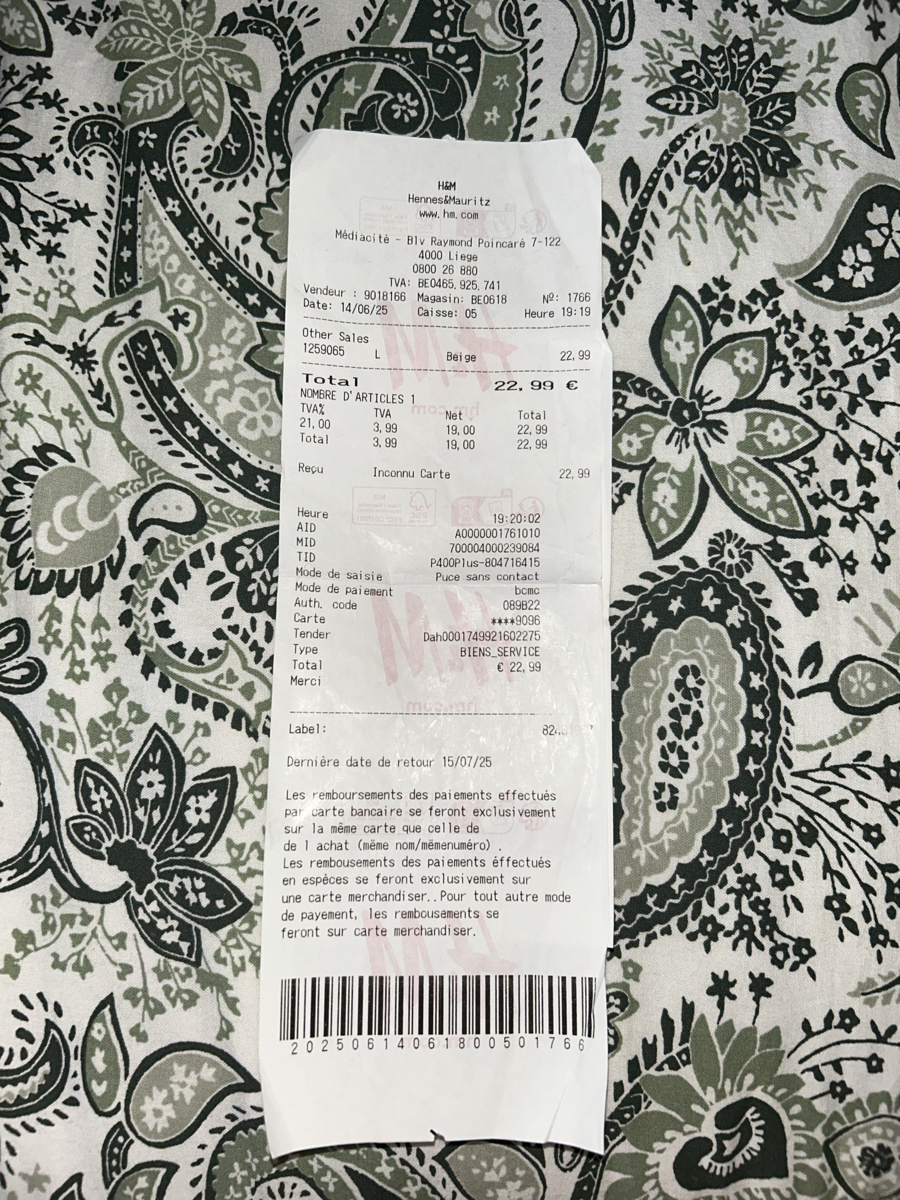 H&M
Hennes&Mauritz
www.hm.com
Médiacité - Blv Raymond Poincaré 7-122
4000 Liege
0800 26 880
TVA: BE0465.925.741
Vendeur : 9018166 Magasin: BE0618 Nº: 1766
Date: 14/06/25 Caisse: 05 Heure 19:19
Other Sales
1259065 L Beige 22,99
Total 22,99 €
NOMBRE D'ARTICLES 1
TVA% TVA Net Total
21,00 3,99 19,00 22,99
Total 3,99 19,00 22,99
Reçu Inconnu Carte 22,99
Heure 19:20:02
AID A0000001761010
MID 700004000239084
TID P400Plus-804716415
Mode de saisie Puce sans contact
Mode de paiement bcmc
Auth. code 089B22
Carte ****9096
Tender Dah0001749921602275
Type BIENS_SERVICE
Total € 22,99
Merci
Label:
Dernière date de retour 15/07/25
Les remboursements des paiements effectués
par carte bancaire se feront exclusivement
sur la même carte que celle de
de l achat (mëme nom/mëmenuméro) .
Les rembousements des paiements éffectués
en espèces se feront exclusivement sur
une carte merchandiser.. Pour tout autre mode
de payement, les rembousements se
feront sur carte merchandiser.
2025061406180050 1766